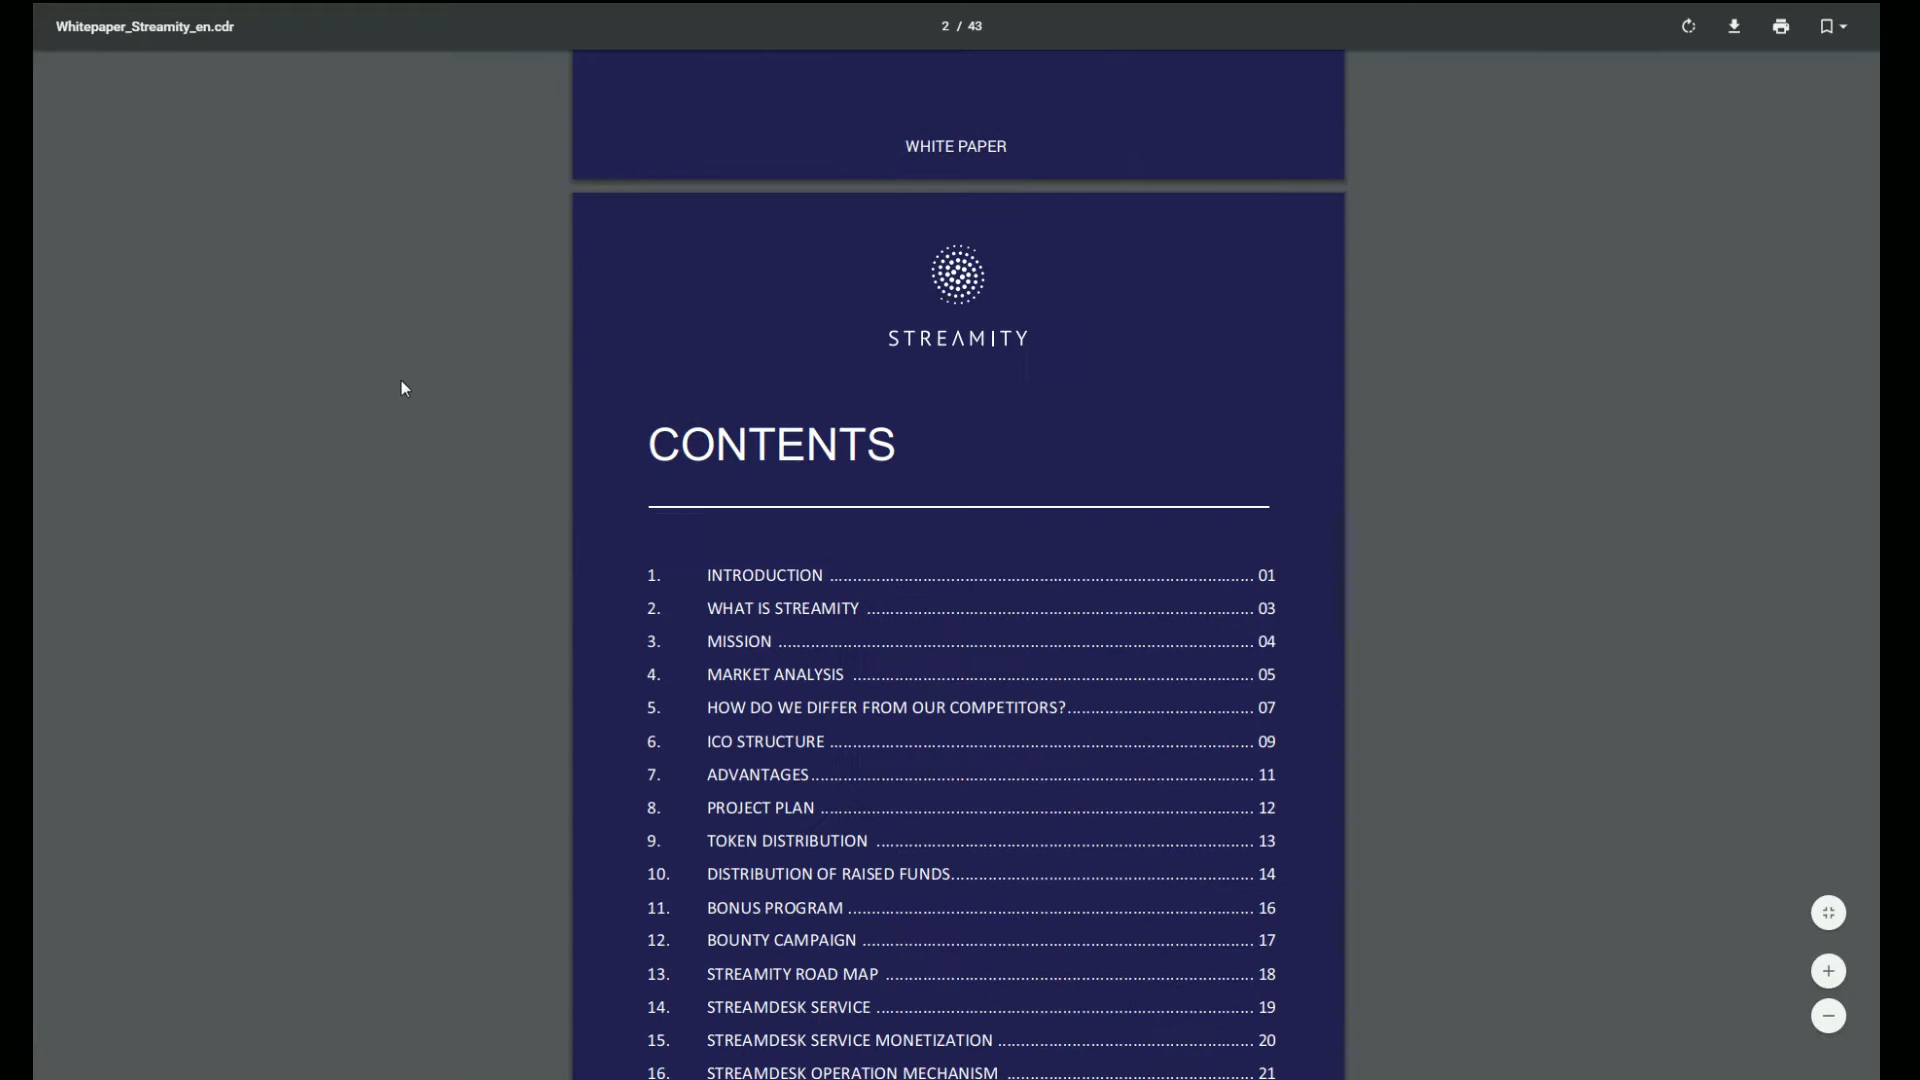 Whitepaper_Streamity_en.cdr
2 / 43
WHITE PAPER
STREAMITY
CONTENTS
1. INTRODUCTION ........ 01
2. WHAT IS STREAMITY ........ 03
3. MISSION ........ 04
4. MARKET ANALYSIS ........ 05
5. HOW DO WE DIFFER FROM OUR COMPETITORS? ........ 07
6. ICO STRUCTURE ........ 09
7. ADVANTAGES ........ 11
8. PROJECT PLAN ........ 12
9. TOKEN DISTRIBUTION ........ 13
10. DISTRIBUTION OF RAISED FUNDS ........ 14
11. BONUS PROGRAM ........ 16
12. BOUNTY CAMPAIGN ........ 17
13. STREAMITY ROAD MAP ........ 18
14. STREAMDESK SERVICE ........ 19
15. STREAMDESK SERVICE MONETIZATION ........ 20
16. STREAMDESK OPERATION MECHANISM ........ 21